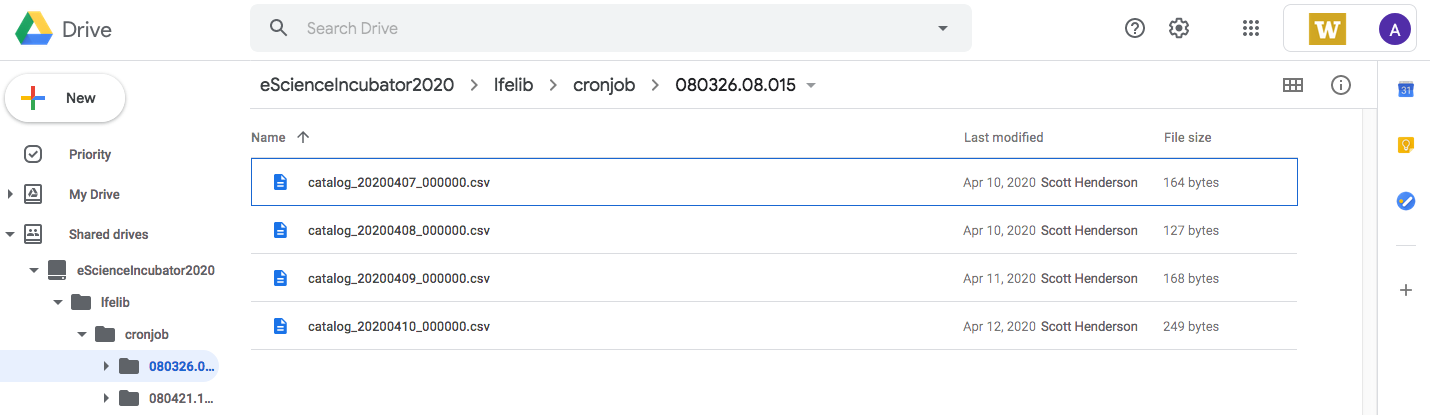 Drive
Search Drive
W
A
New
eScienceIncubator2020 > lfelib > cronjob > 080326.08.015
31
Name
Last modified
File size
Priority
My Drive
Shared drives
eScienceIncubator2020
lfelib
cronjob
080326.0...
080421.1...
catalog_20200407_000000.csv Apr 10, 2020 Scott Henderson 164 bytes
catalog_20200408_000000.csv Apr 10, 2020 Scott Henderson 127 bytes
catalog_20200409_000000.csv Apr 11, 2020 Scott Henderson 168 bytes
catalog_20200410_000000.csv Apr 12, 2020 Scott Henderson 249 bytes